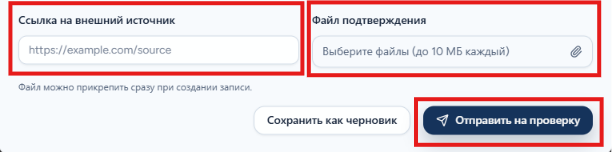 Ссылка на внешний источник
Файл подтверждения
https://example.com/source
Выберите файлы (до 10 МБ каждый)
Файл можно прикрепить сразу при создании записи.
Сохранить как черновик
Отправить на проверку